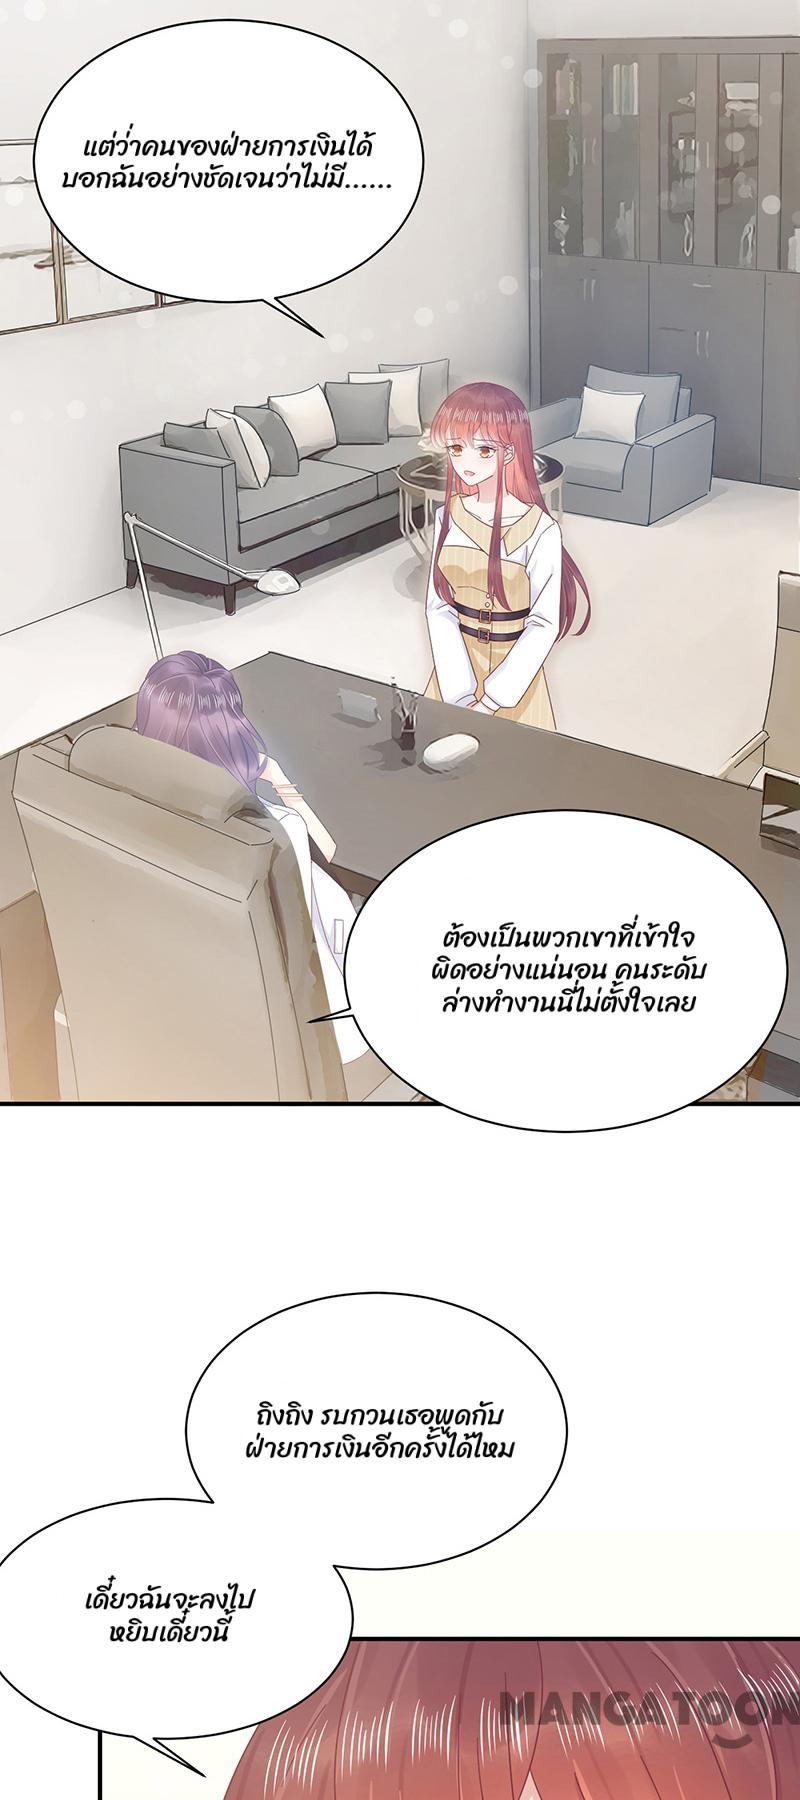 แต่ว่าคนของฝ่ายการเงินได้
บอกฉันอย่างชัดเจนว่าไม่มี......
ต้องเป็นพวกเขาที่เข้าใจ
ผิดอย่างแน่นอน คนระดับ
ล่างทำงานนี่ไม่ตั้งใจเลย
ถิงถิง รบกวนเธอพูดกับ
ฝ่ายการเงินอีกครั้งได้ไหม
เดี๋ยวฉันจะลงไป
หยิบเดี๋ยวนี้
MANGATOON